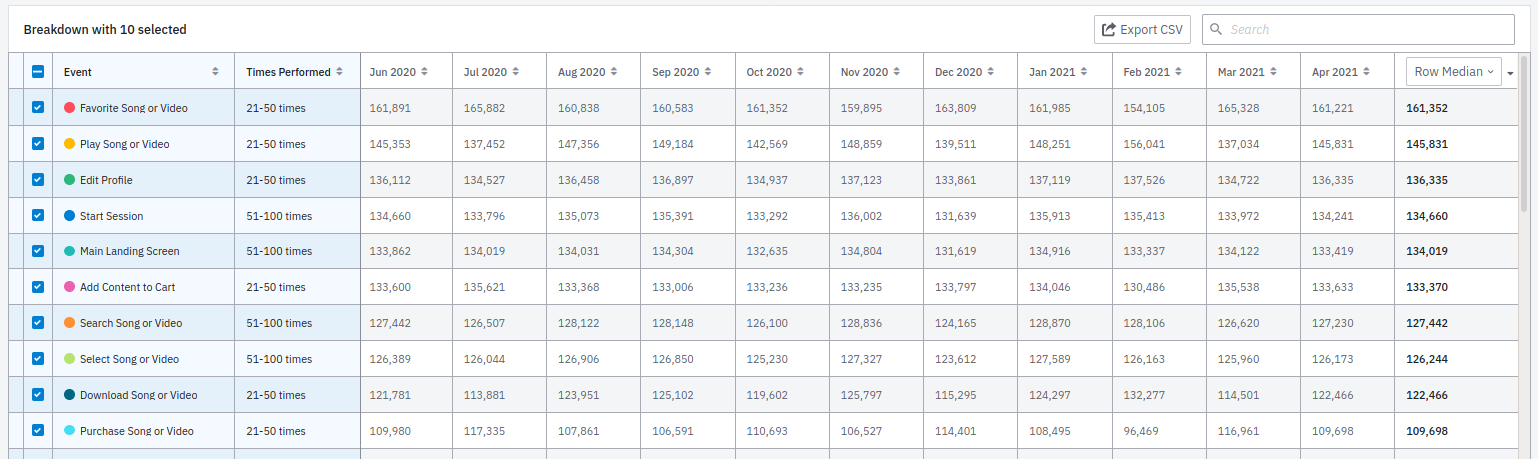 Breakdown with 10 selected Export CSV Search
Event Times Performed Jun 2020 Jul 2020 Aug 2020 Sep 2020 Oct 2020 Nov 2020 Dec 2020 Jan 2021 Feb 2021 Mar 2021 Apr 2021 Row Median
Favorite Song or Video 21-50 times 161,891 165,882 160,838 160,583 161,352 159,895 163,809 161,985 154,105 165,328 161,221 161,352
Play Song or Video 21-50 times 145,353 137,452 147,356 149,184 142,569 148,859 139,511 148,251 156,041 137,034 145,831 145,831
Edit Profile 21-50 times 136,112 134,527 136,458 136,897 134,937 137,123 133,861 137,119 137,526 134,722 136,335 136,335
Start Session 51-100 times 134,660 133,796 135,073 135,391 133,292 136,002 131,639 135,913 135,413 133,972 134,241 134,660
Main Landing Screen 51-100 times 133,862 134,019 134,031 134,304 132,635 134,804 131,619 134,916 133,337 134,122 133,419 134,019
Add Content to Cart 21-50 times 133,600 135,621 133,368 133,006 133,236 133,235 133,797 134,046 130,486 135,538 133,633 133,370
Search Song or Video 51-100 times 127,442 126,507 128,122 128,148 126,100 128,836 124,165 128,870 128,106 126,620 127,230 127,442
Select Song or Video 51-100 times 126,389 126,044 126,906 126,850 125,230 127,327 123,612 127,589 126,163 125,960 126,173 126,244
Download Song or Video 21-50 times 121,781 113,881 123,951 125,102 119,602 125,797 115,295 124,297 132,277 114,501 122,466 122,466
Purchase Song or Video 21-50 times 109,980 117,335 107,861 106,591 110,693 106,527 114,401 108,495 96,469 116,961 109,698 109,698